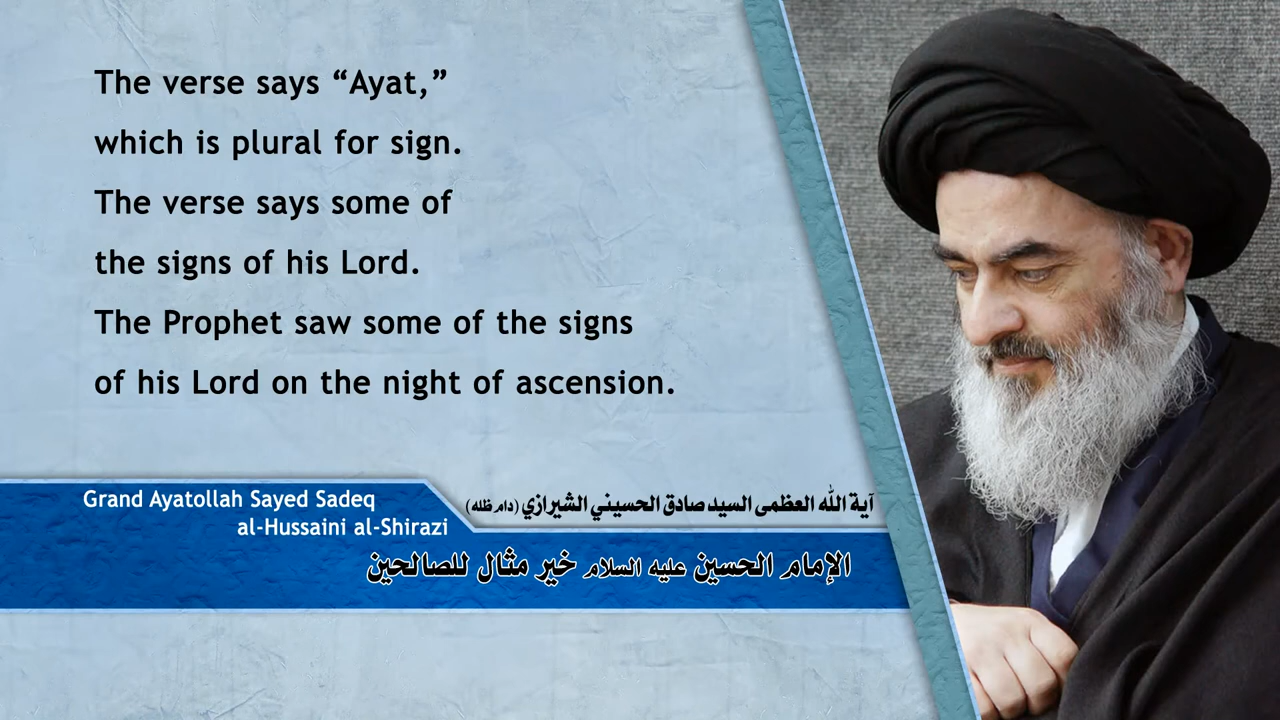 The verse says “Ayat,”
which is plural for sign.
The verse says some of
the signs of his Lord.
The Prophet saw some of the signs
of his Lord on the night of ascension.
Grand Ayatollah Sayed Sadeq
al-Hussaini al-Shirazi
آية الله العظمى السيد صادق الحسيني الشيرازي (دام ظله)
الإمام الحسين عليه السلام خير مثال للصالحين